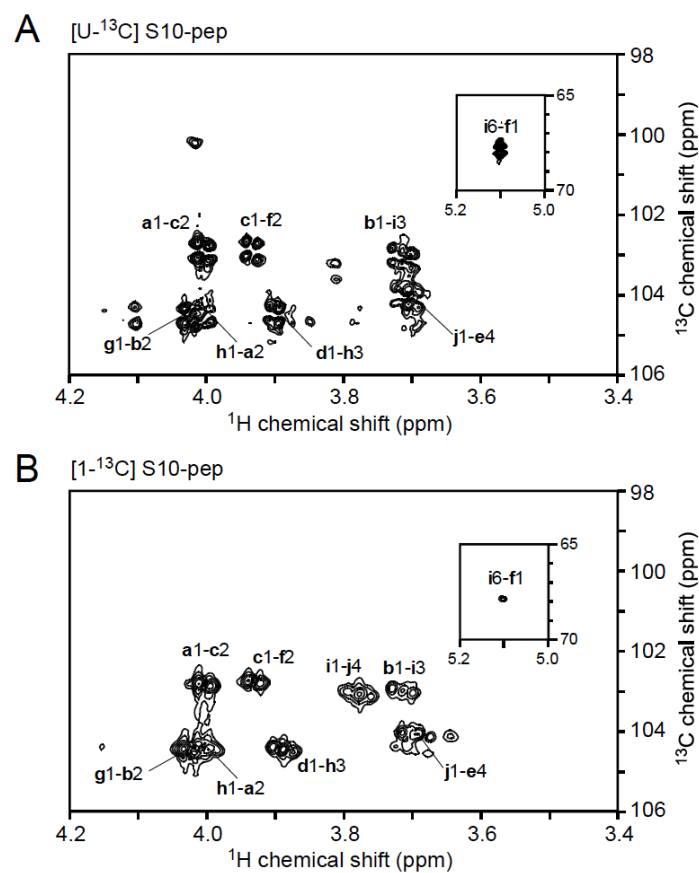 A
[U-¹³C] S10-pep
98
65
i6-f1
100
70
5.2
5.0
a1-c2
c1-f2
b1-i3
102
104
g1-b2
h1-a2
d1-h3
j1-e4
106
4.2
4.0
3.8
3.6
3.4
¹H chemical shift (ppm)
¹³C chemical shift (ppm)
B
[1-¹³C] S10-pep
98
65
i6-f1
100
70
5.2
5.0
a1-c2
c1-f2
i1-j4
b1-i3
102
104
g1-b2
h1-a2
d1-h3
j1-e4
106
4.2
4.0
3.8
3.6
3.4
¹H chemical shift (ppm)
¹³C chemical shift (ppm)